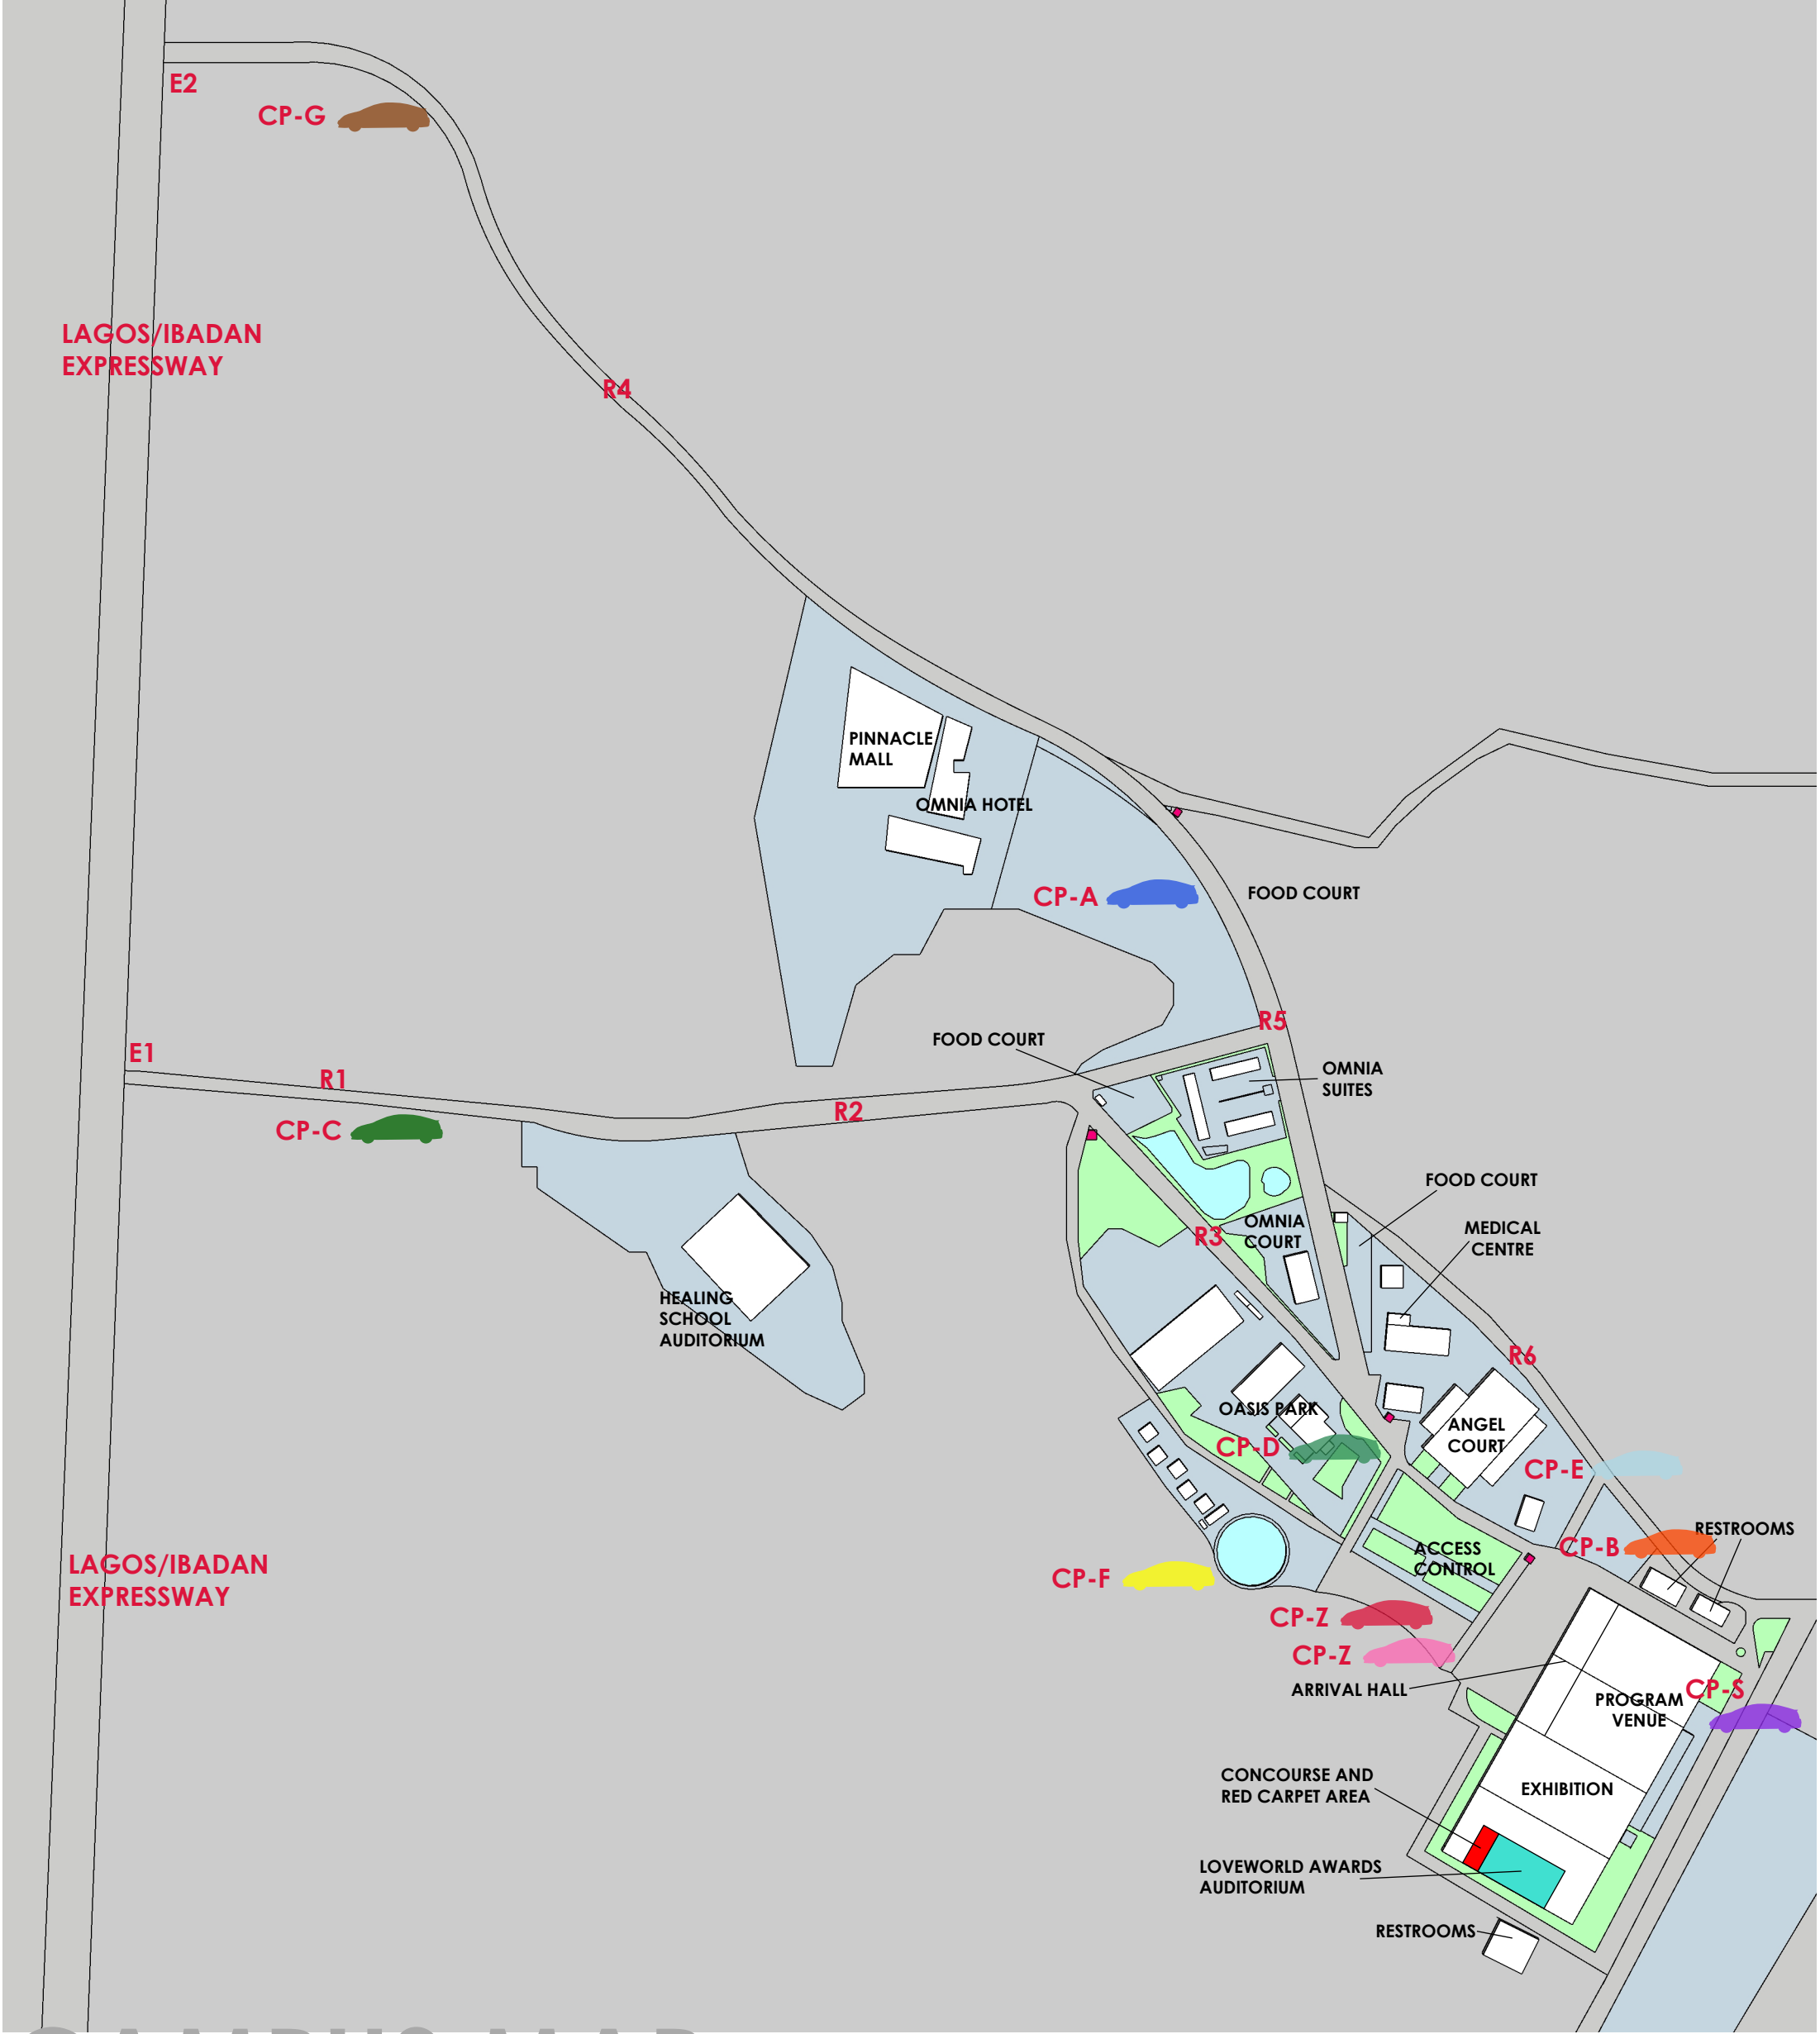 E2
CP-G
LAGOS/IBADAN
EXPRESSWAY
R4
PINNACLE
MALL
OMNIA HOTEL
CP-A
FOOD COURT
R5
FOOD COURT
E1
R1
OMNIA
SUITES
R2
CP-C
FOOD COURT
OMNIA
COURT
R3
MEDICAL
CENTRE
HEALING
SCHOOL
AUDITORIUM
R6
OASIS PARK
ANGEL
COURT
CP-D
CP-E
RESTROOMS
CP-B
ACCESS
CONTROL
LAGOS/IBADAN
EXPRESSWAY
CP-F
CP-Z
CP-Z
ARRIVAL HALL
CP-S
PROGRAM
VENUE
CONCOURSE AND
RED CARPET AREA
EXHIBITION
LOVEWORLD AWARDS
AUDITORIUM
RESTROOMS